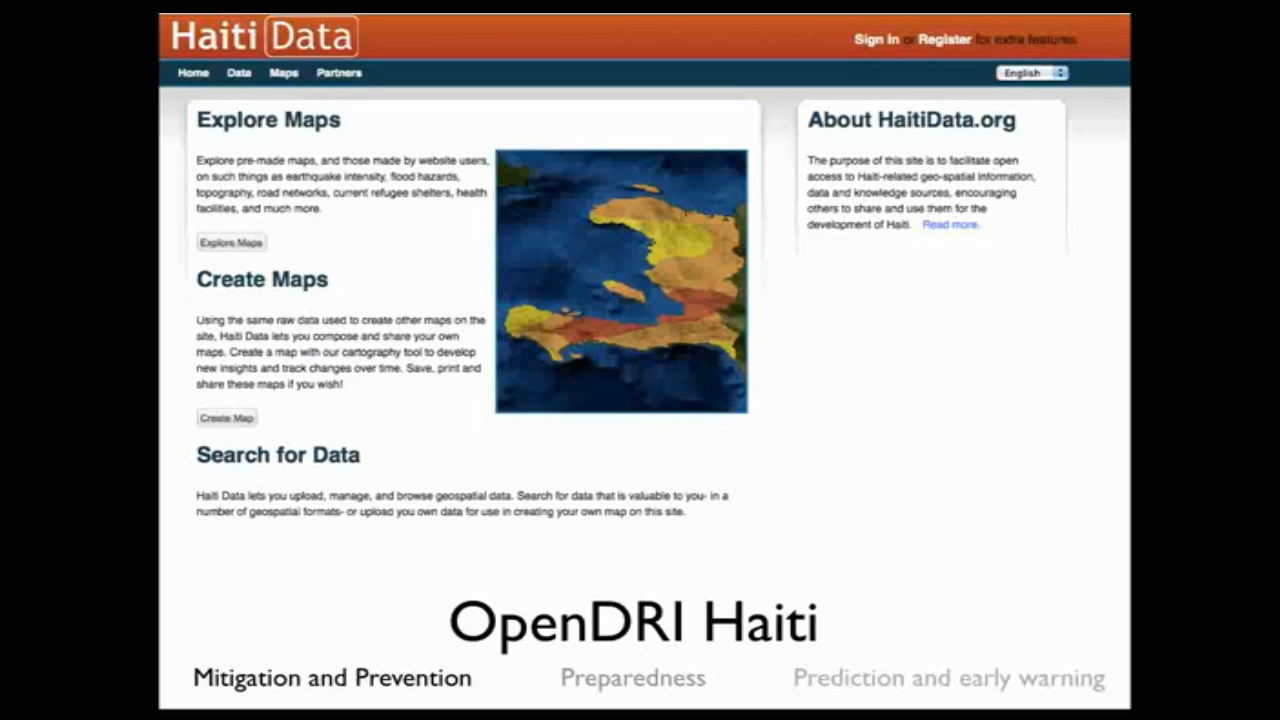 Haiti Data
Sign in or Register for extra features
Home Data Maps Partners
English
Explore Maps
Explore pre-made maps, and those made by website users,
on such things as earthquake intensity, flood hazards,
topography, road networks, current refugee shelters, health
facilities, and much more.
Explore Maps
Create Maps
Using the same raw data used to create other maps on the
site, Haiti Data lets you compose and share your own
maps. Create a map with our cartography tool to develop
new insights and track changes over time. Save, print and
share these maps if you wish!
Create Map
Search for Data
Haiti Data lets you upload, manage, and browse geospatial data. Search for data that is valuable to you- in a
number of geospatial formats- or upload you own data for use in creating your own map on this site.
About HaitiData.org
The purpose of this site is to facilitate open
access to Haiti-related geo-spatial information,
data and knowledge sources, encouraging
others to share and use them for the
development of Haiti. Read more.
OpenDRI Haiti
Mitigation and Prevention Preparedness Prediction and early warning